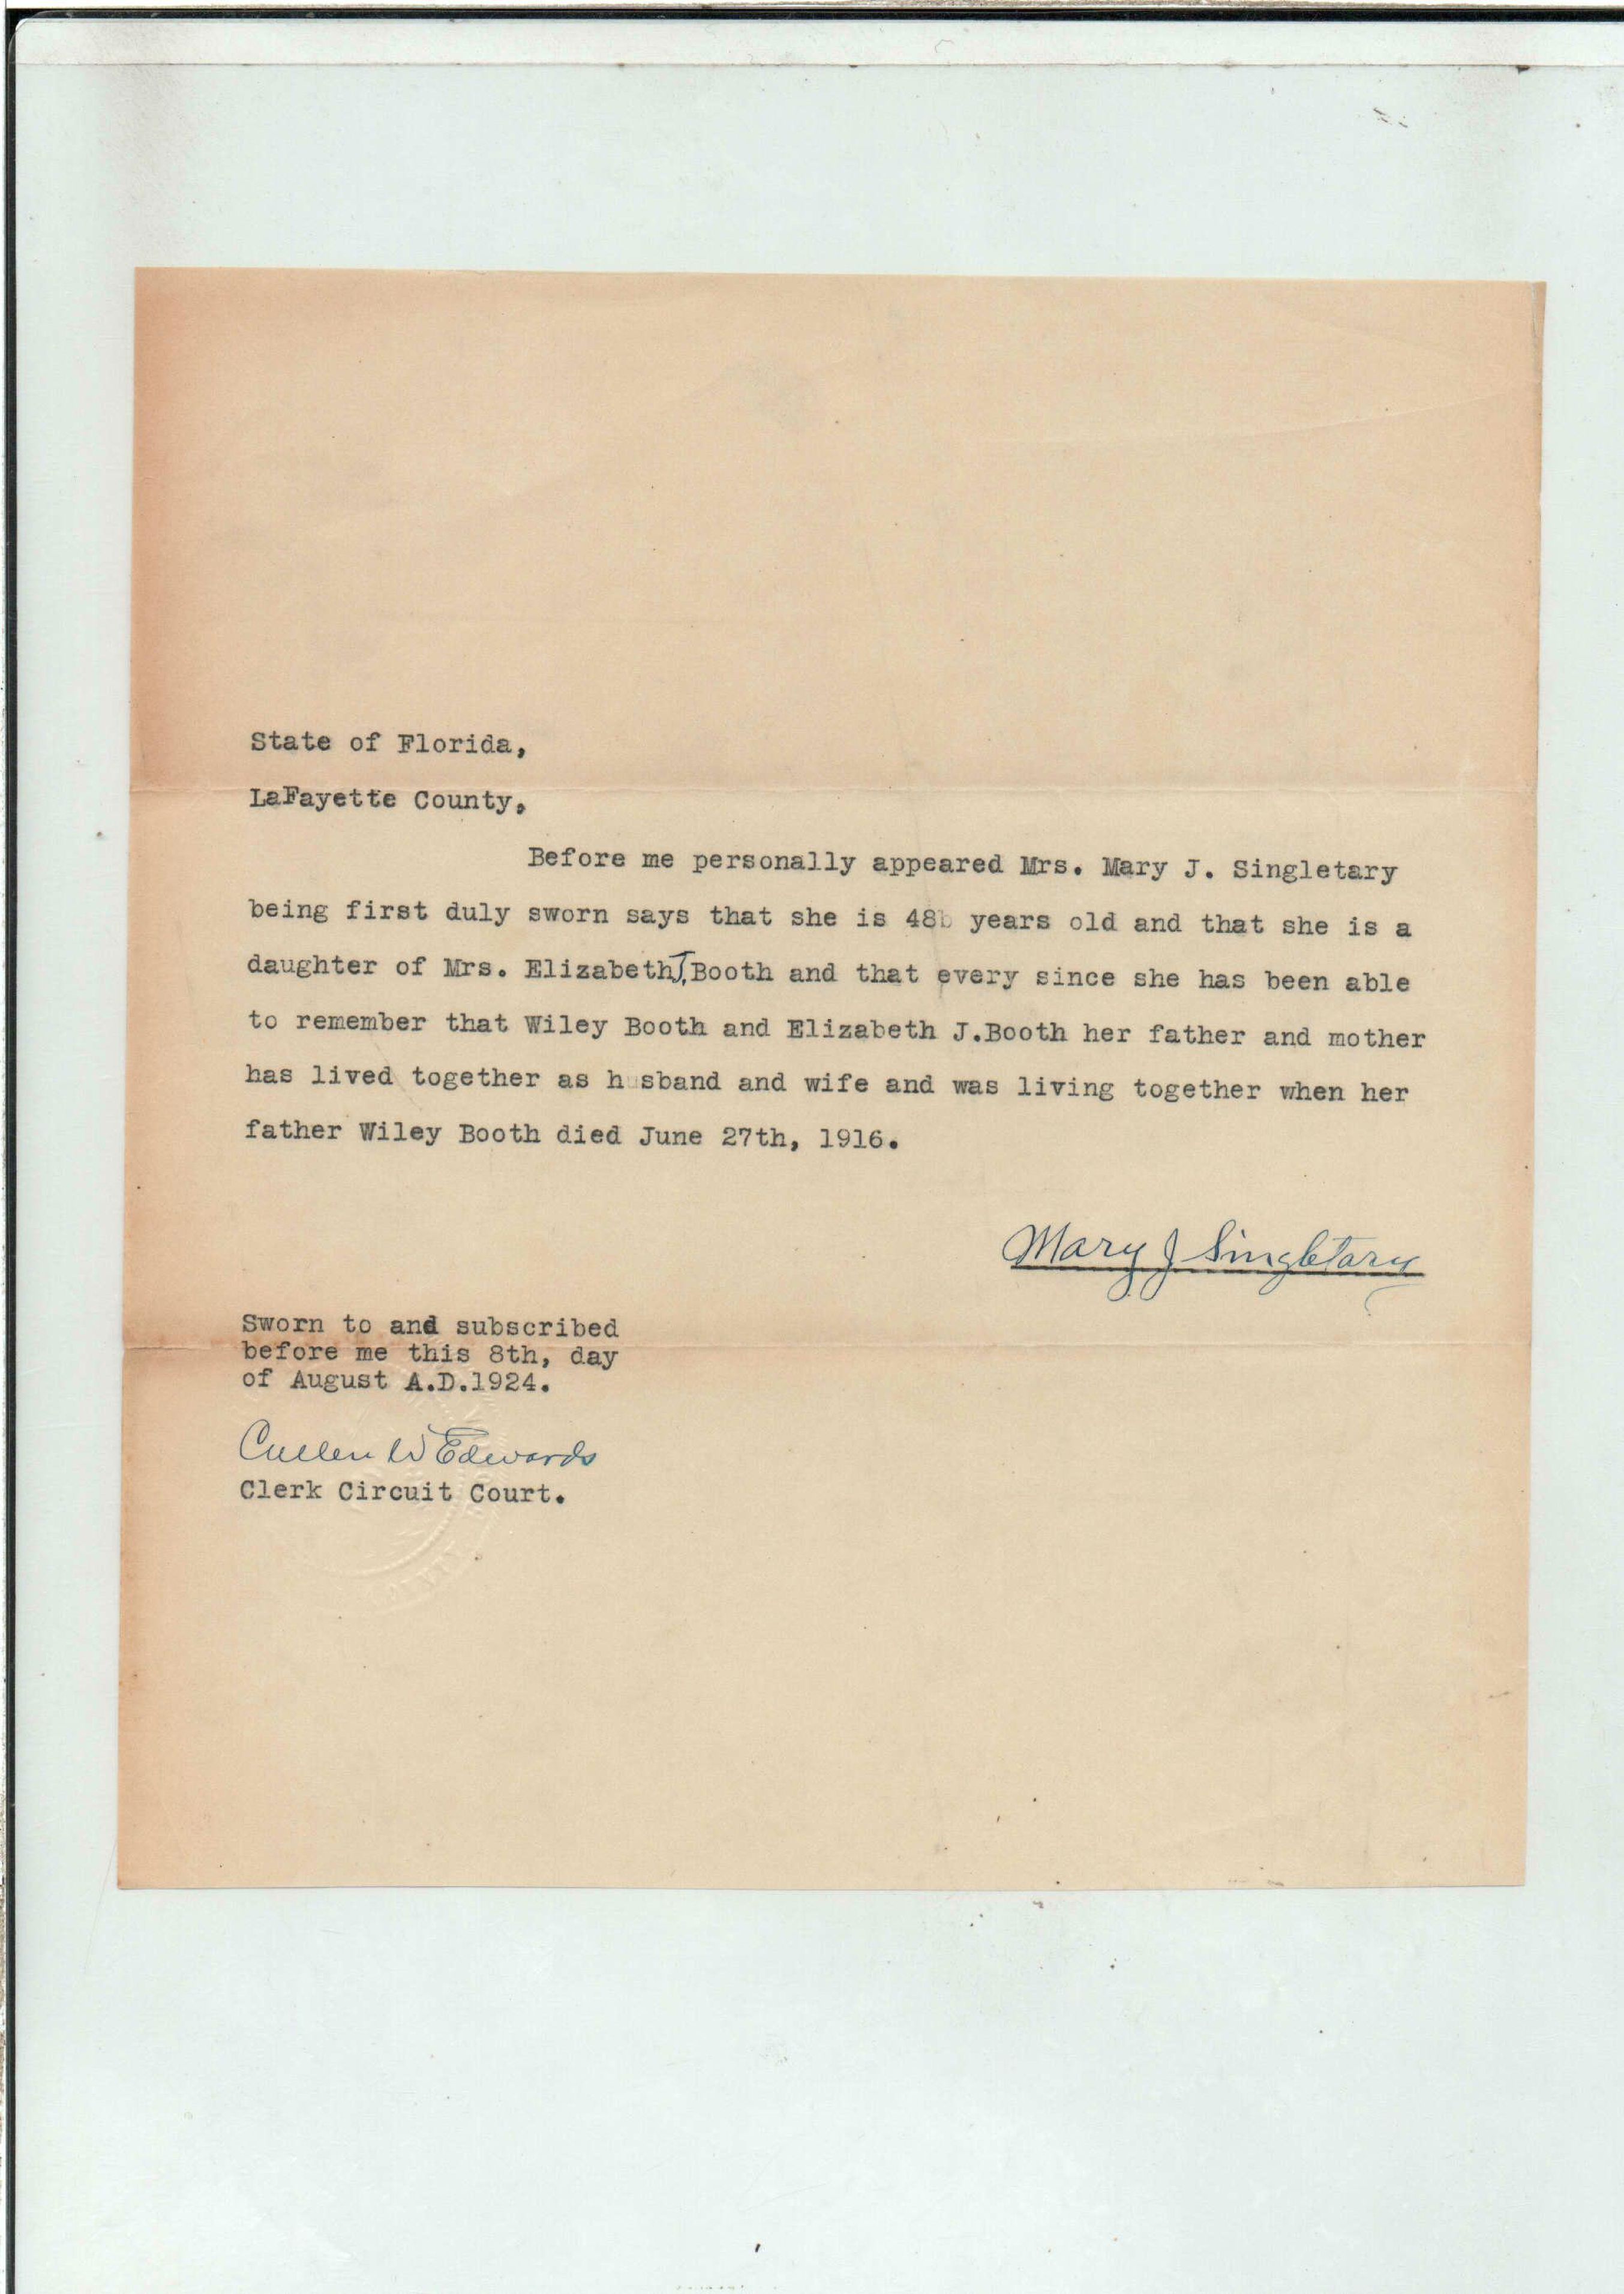 State of Florida,
LaFayette County,
Before me personally appeared Mrs. Mary J. Singletary
being first duly sworn says that she is 48 years old and that she is a
daughter of Mrs. Elizabeth J. Booth and that every since she has been able
to remember that Wiley Booth and Elizabeth J.Booth her father and mother
has lived together as husband and wife and was living together when her
father Wiley Booth died June 27th, 1916.
Mary J Singletary
Sworn to and subscribed
before me this 8th, day
of August A.D.1924.
Cullen W Edwards
Clerk Circuit Court.